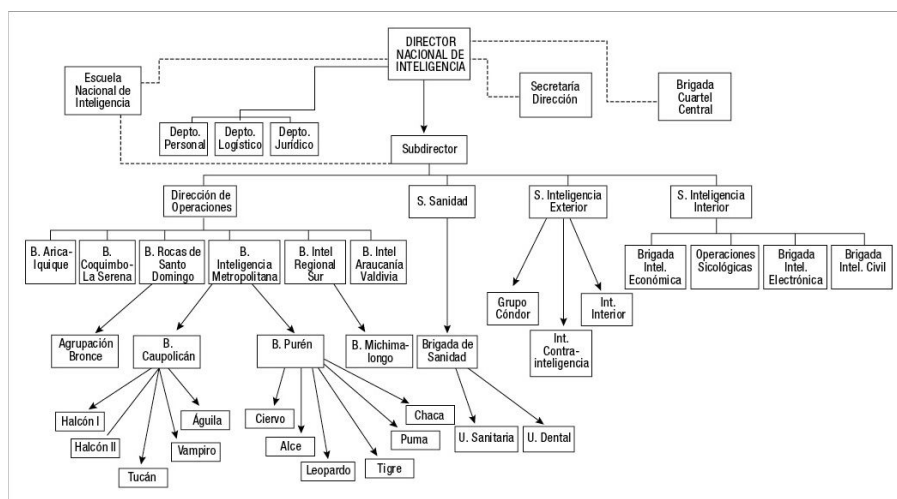 DIRECTOR
NACIONAL DE
INTELIGENCIA
Escuela
Nacional de
Inteligencia
Secretaría
Dirección
Brigada
Cuartel
Central
Depto.
Personal
Depto.
Logístico
Depto.
Jurídico
Subdirector
Dirección de
Operaciones
S. Sanidad
S. Inteligencia
Exterior
S. Inteligencia
Interior
B. Arica-
Iquique
B.
Coquimbo-
La Serena
B. Rocas de
Santo
Domingo
B.
Inteligencia
Metropolitana
B. Intel
Regional
Sur
B. Intel
Araucanía
Valdivia
Brigada
Intel.
Económica
Operaciones
Sicológicas
Brigada
Intel.
Electrónica
Brigada
Intel. Civil
Grupo
Cóndor
Int.
Contra-
inteligencia
Int.
Interior
Agrupación
Bronce
B.
Caupolicán
B. Purén
B. Michima-
longo
Brigada de
Sanidad
Halcón I
Halcón II
Tucán
Vampiro
Águila
Ciervo
Alce
Leopardo
Tigre
Puma
Chaca
U. Sanitaria
U. Dental